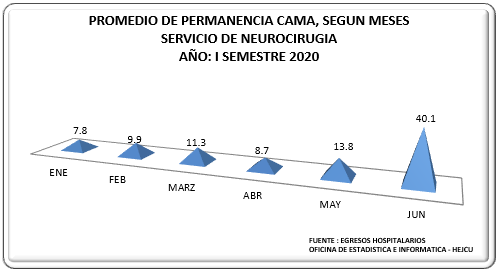 PROMEDIO DE PERMANENCIA CAMA, SEGUN MESES
SERVICIO DE NEUROCIRUGIA
AÑO: I SEMESTRE 2020
7.8
9.9
11.3
8.7
13.8
40.1
ENE
FEB
MARZ
ABR
MAY
JUN
FUENTE : EGRESOS HOSPITALARIOS
OFICINA DE ESTADISTICA E INFORMATICA - HEJCU